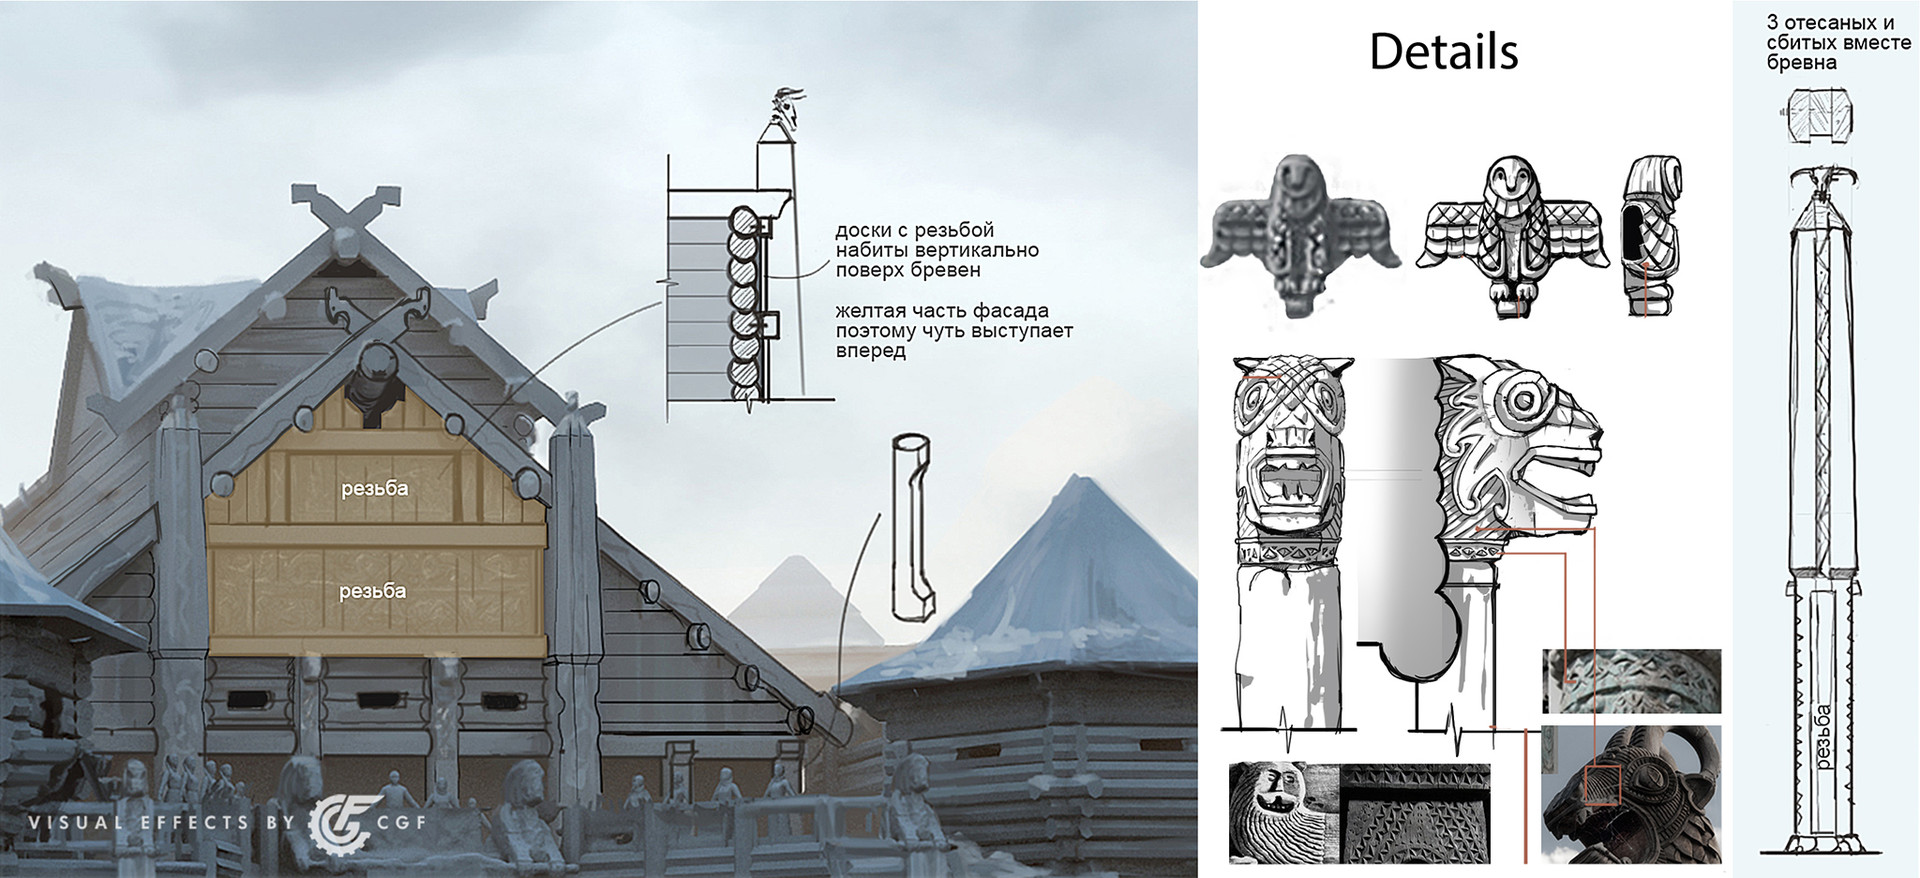 доски с резьбой
набиты вертикально
поверх бревен
желтая часть фасада
поэтому чуть выступает
вперед
резьба
резьба
VISUAL EFFECTS BY CGF
Details
3 отесаных и
сбитых вместе
бревна
резьба